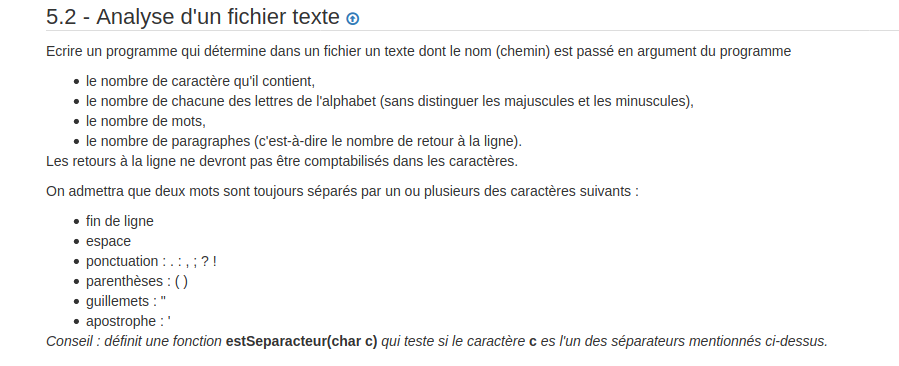 5.2 - Analyse d'un fichier texte
Ecrire un programme qui détermine dans un fichier un texte dont le nom (chemin) est passé en argument du programme
• le nombre de caractère qu'il contient,
• le nombre de chacune des lettres de l'alphabet (sans distinguer les majuscules et les minuscules),
• le nombre de mots,
• le nombre de paragraphes (c'est-à-dire le nombre de retour à la ligne).
Les retours à la ligne ne devront pas être comptabilisés dans les caractères.
On admettra que deux mots sont toujours séparés par un ou plusieurs des caractères suivants :
• fin de ligne
• espace
• ponctuation : . : , ; ? !
• parenthèses : ( )
• guillemets : "
• apostrophe : '
Conseil : définit une fonction estSeparacteur(char c) qui teste si le caractère c es l'un des séparateurs mentionnés ci-dessus.